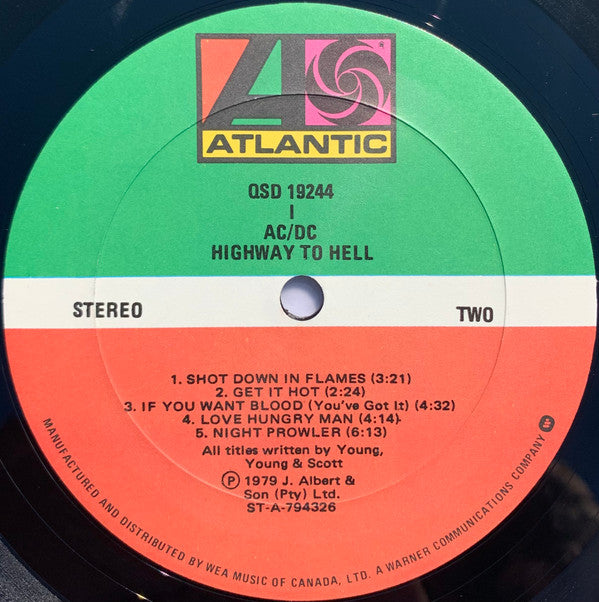 ATLANTIC
QSD 19244
I
AC/DC
HIGHWAY TO HELL
STEREO
TWO
1. SHOT DOWN IN FLAMES (3:21)
2. GET IT HOT (2:24)
3. IF YOU WANT BLOOD (You've Got It) (4:32)
4. LOVE HUNGRY MAN (4:14)
5. NIGHT PROWLER (6:13)
All titles written by Young,
Young & Scott
Ⓟ 1979 J. Albert &
Son (Pty) Ltd.
ST-A-794326
MANUFACTURED AND DISTRIBUTED BY WEA MUSIC OF CANADA, LTD. A WARNER COMMUNICATIONS COMPANY